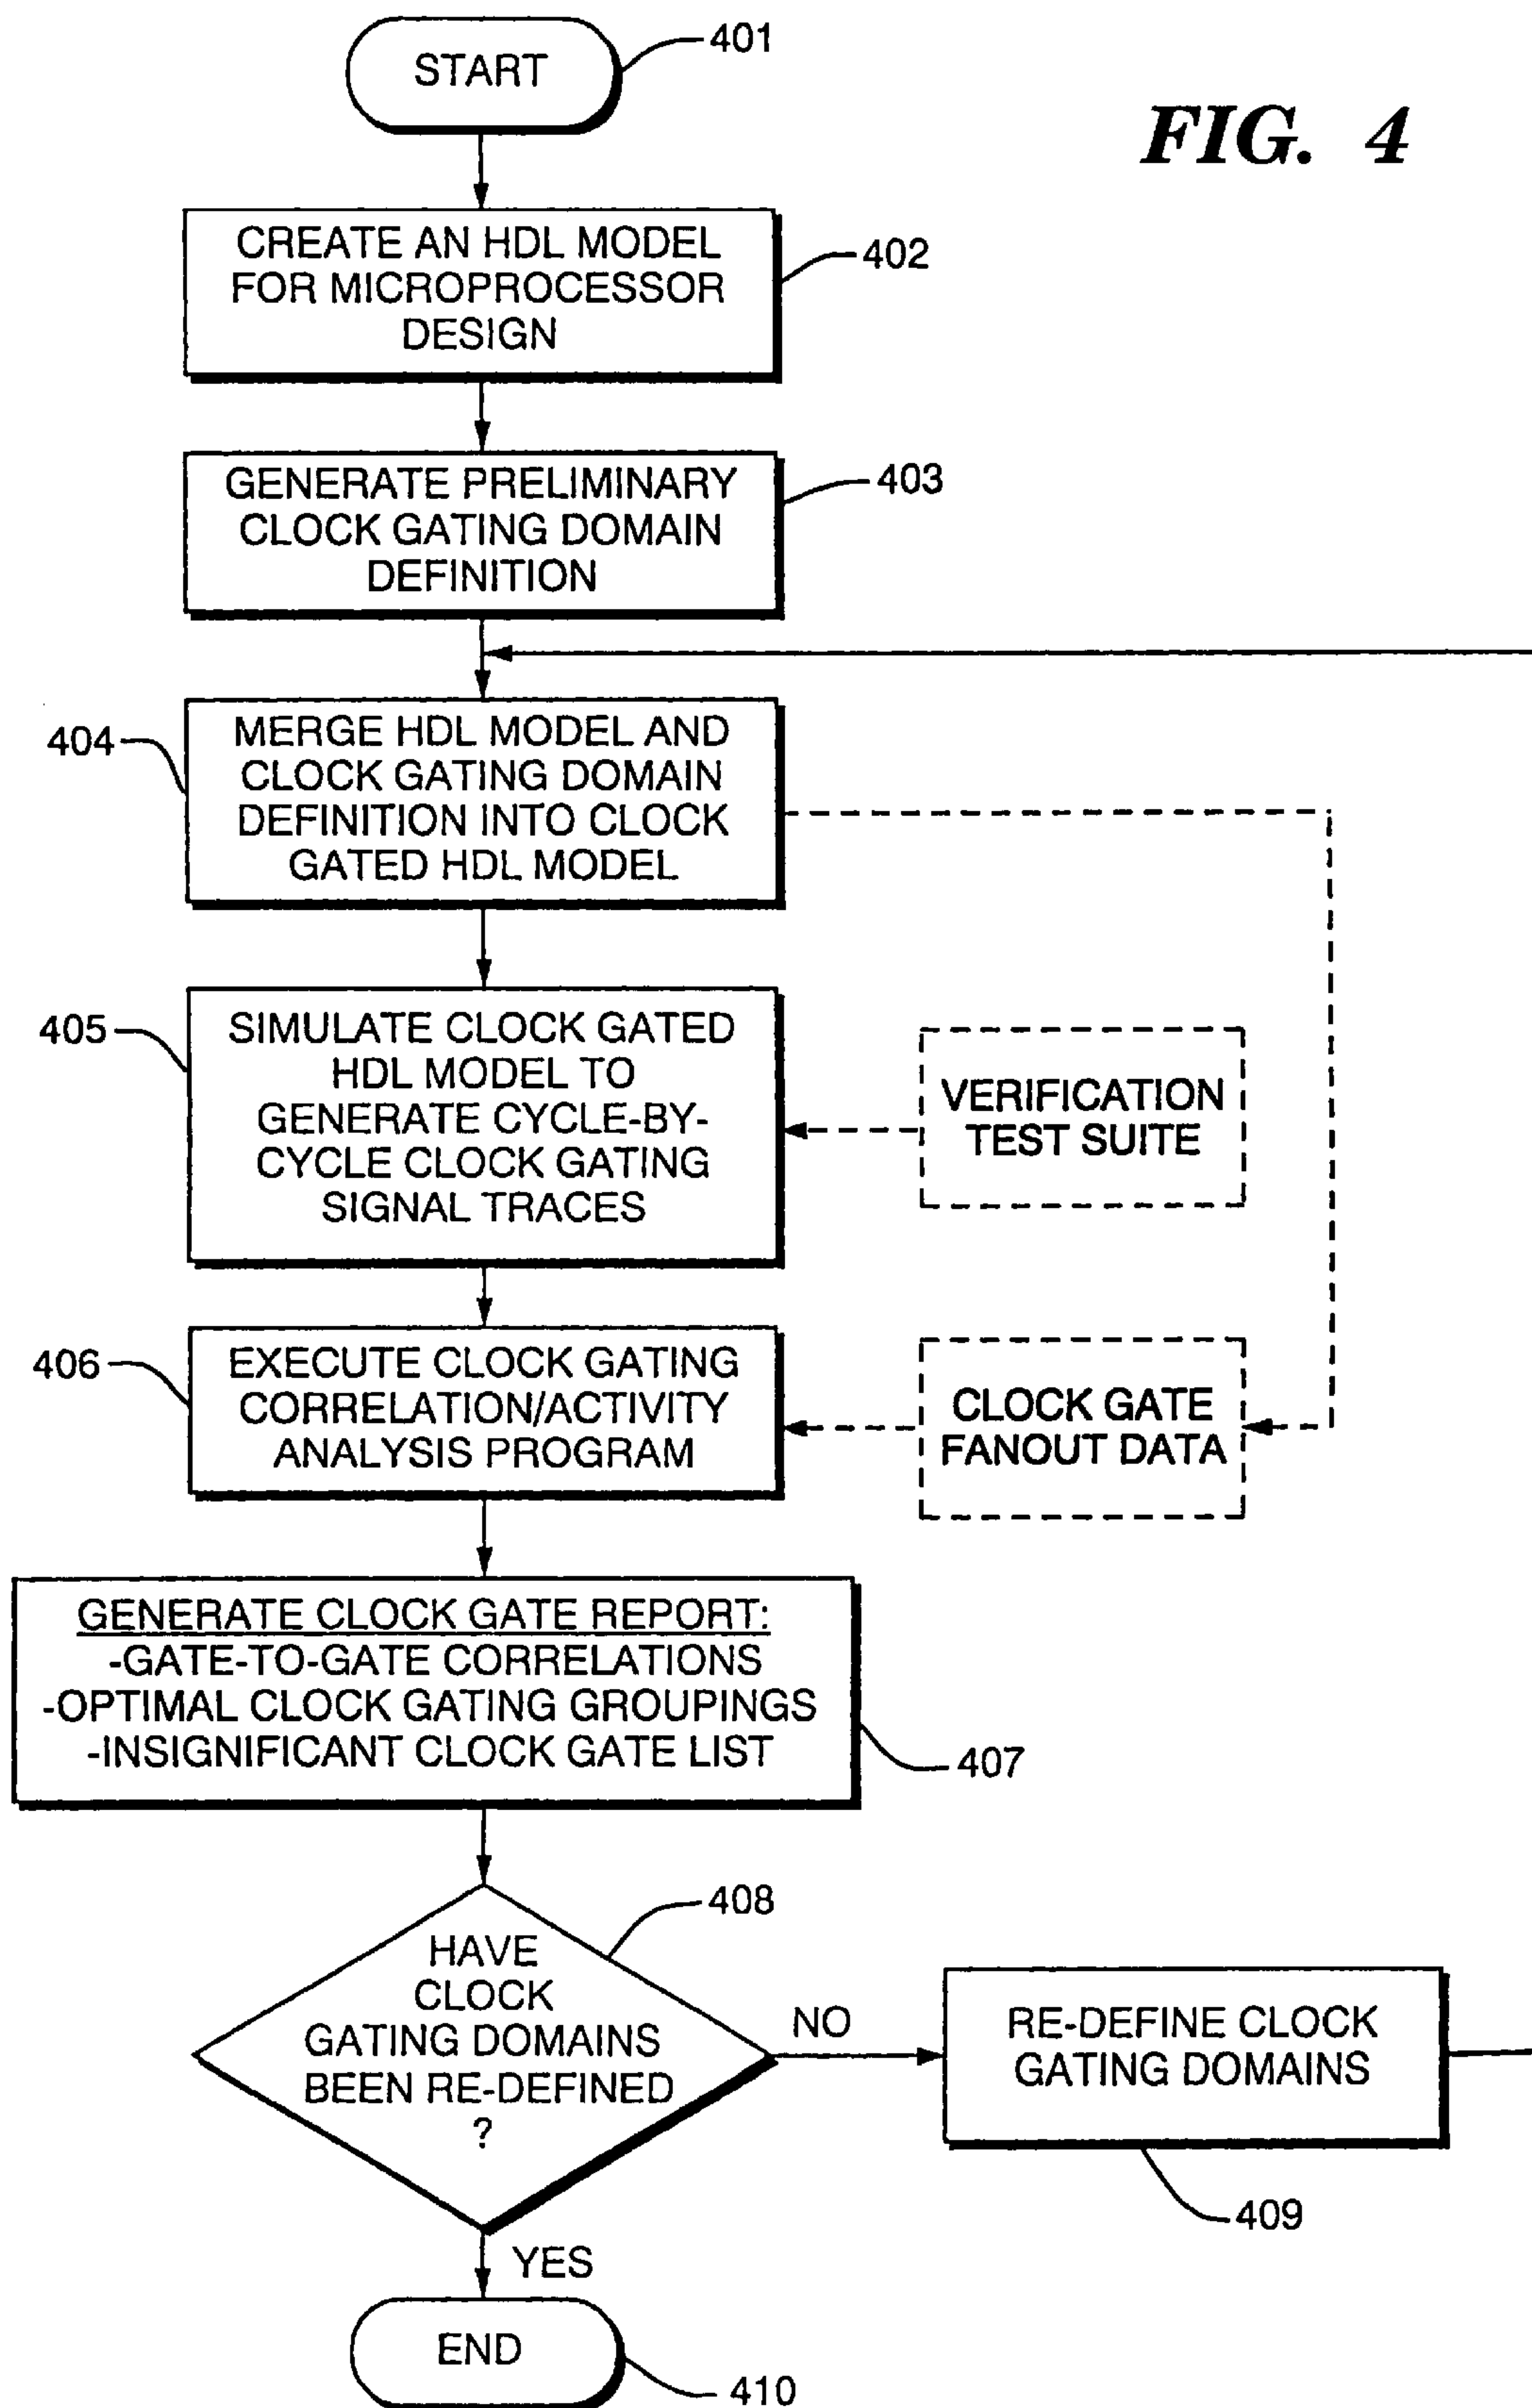 START
401
FIG. 4
CREATE AN HDL MODEL
FOR MICROPROCESSOR
DESIGN
402
GENERATE PRELIMINARY
CLOCK GATING DOMAIN
DEFINITION
403
404
MERGE HDL MODEL AND
CLOCK GATING DOMAIN
DEFINITION INTO CLOCK
GATED HDL MODEL
405
SIMULATE CLOCK GATED
HDL MODEL TO
GENERATE CYCLE-BY-
CYCLE CLOCK GATING
SIGNAL TRACES
VERIFICATION
TEST SUITE
406
EXECUTE CLOCK GATING
CORRELATION/ACTIVITY
ANALYSIS PROGRAM
CLOCK GATE
FANOUT DATA
GENERATE CLOCK GATE REPORT:
-GATE-TO-GATE CORRELATIONS
-OPTIMAL CLOCK GATING GROUPINGS
-INSIGNIFICANT CLOCK GATE LIST
407
408
HAVE
CLOCK
GATING DOMAINS
BEEN RE-DEFINED
?
NO
RE-DEFINE CLOCK
GATING DOMAINS
409
YES
END
410